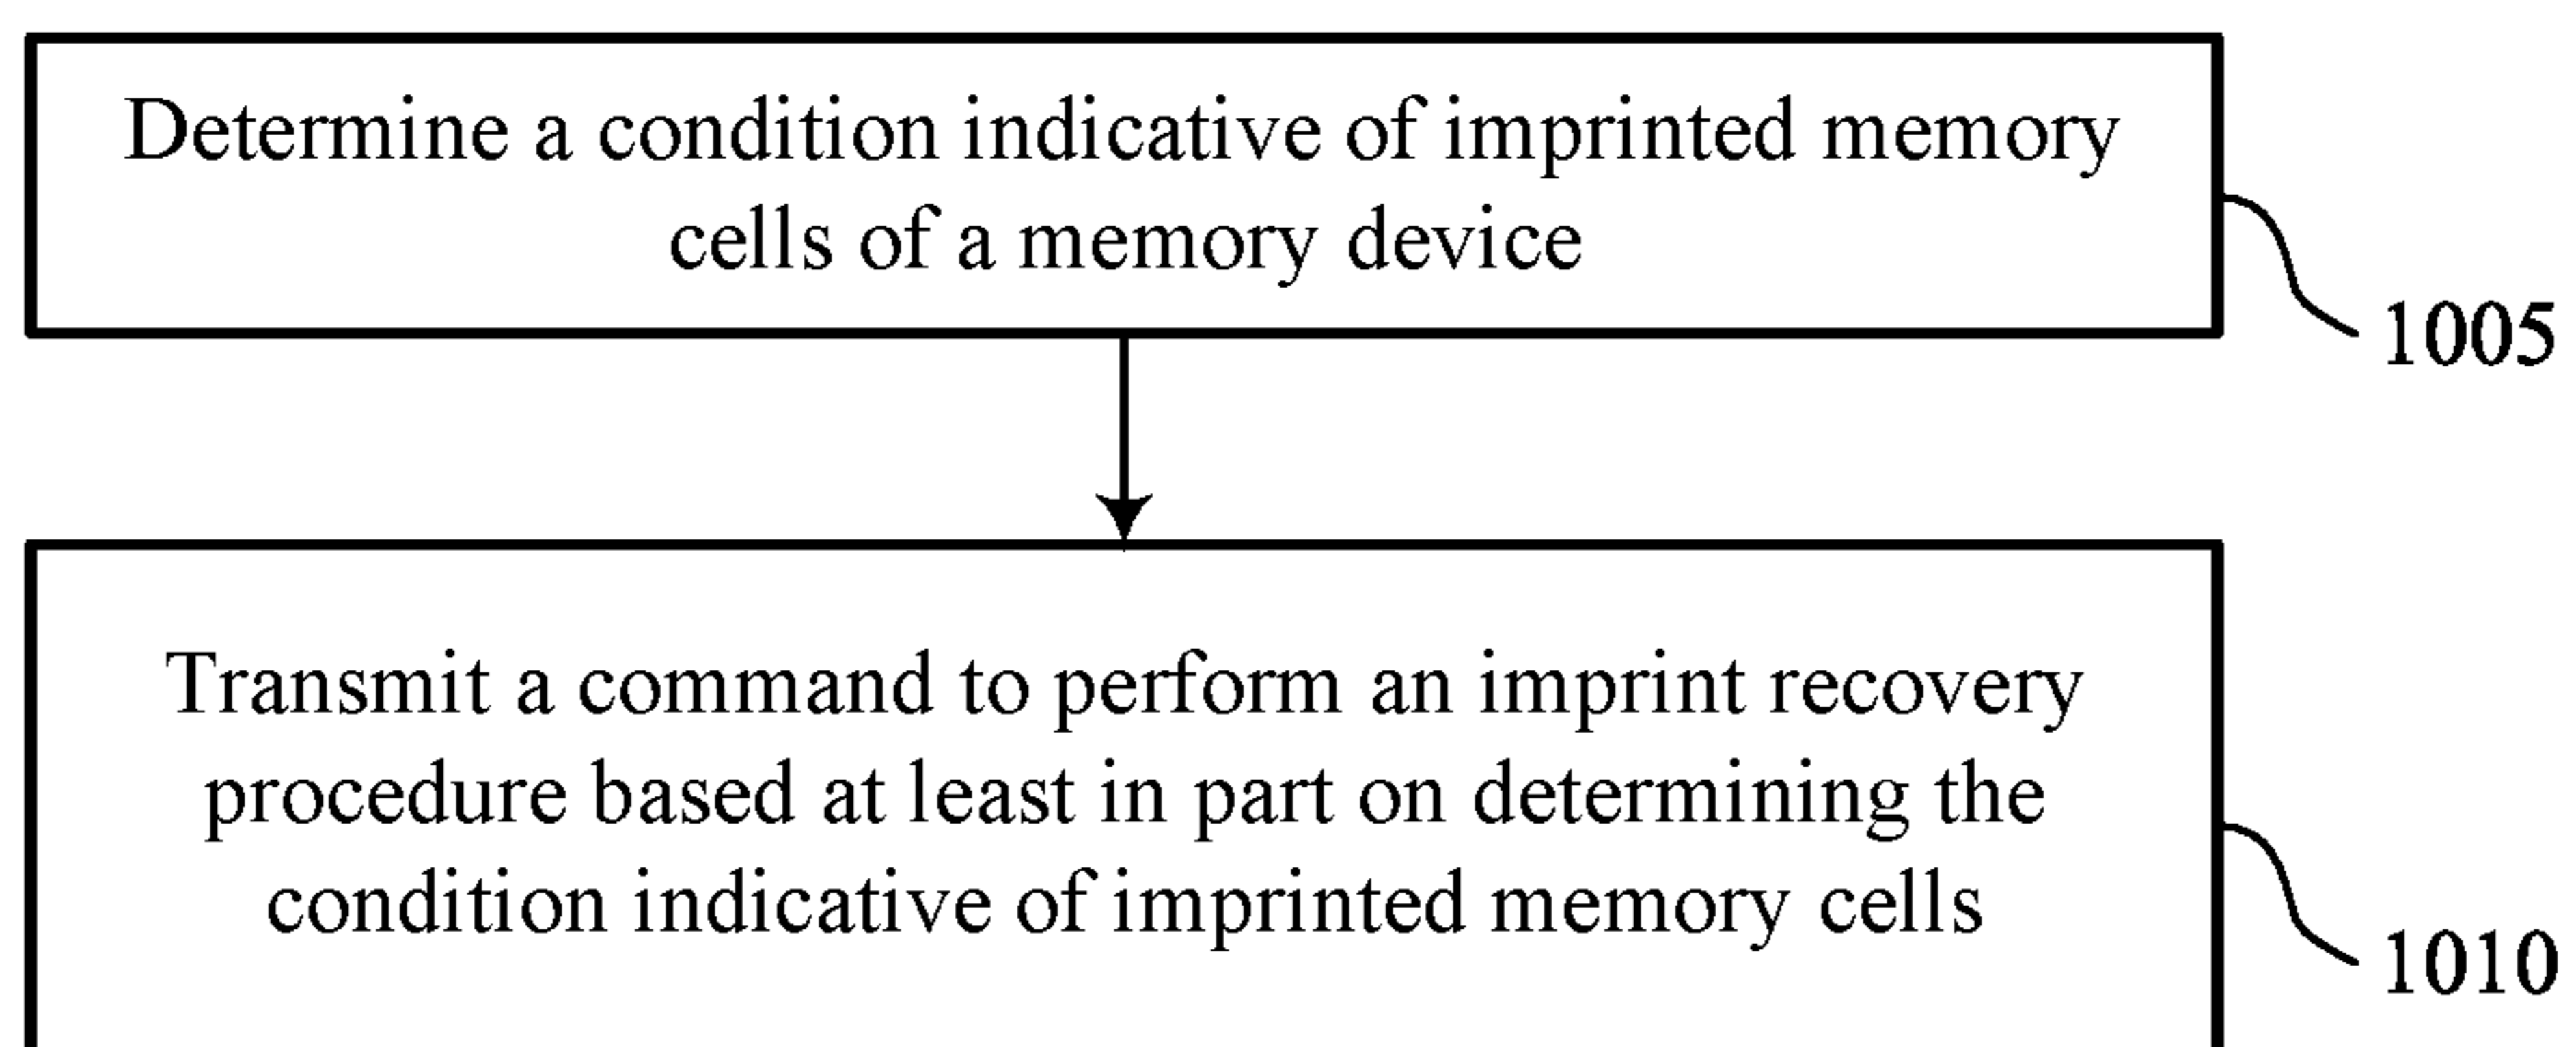 Determine a condition indicative of imprinted memory
cells of a memory device
1005
Transmit a command to perform an imprint recovery
procedure based at least in part on determining the
condition indicative of imprinted memory cells
1010